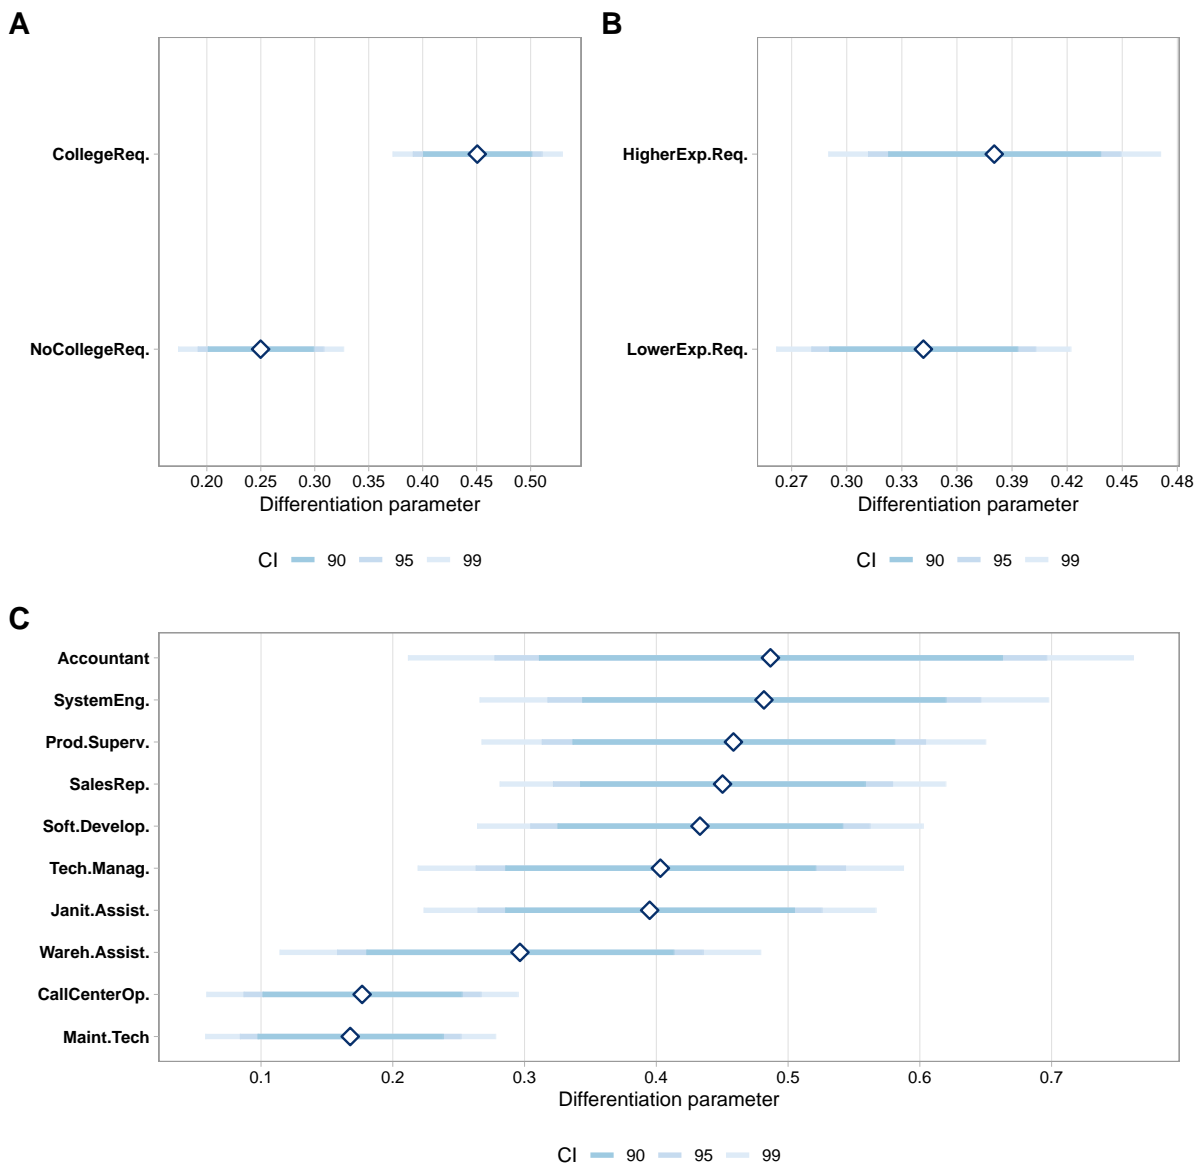 A
CollegeReq.
NoCollegeReq.
0.20 0.25 0.30 0.35 0.40 0.45 0.50
Differentiation parameter
CI 90 95 99
B
HigherExp.Req.
LowerExp.Req.
0.27 0.30 0.33 0.36 0.39 0.42 0.45 0.48
Differentiation parameter
CI 90 95 99
C
Accountant
SystemEng.
Prod.Superv.
SalesRep.
Soft.Develop.
Tech.Manag.
Janit.Assist.
Wareh.Assist.
CallCenterOp.
Maint.Tech
0.1 0.2 0.3 0.4 0.5 0.6 0.7
Differentiation parameter
CI 90 95 99